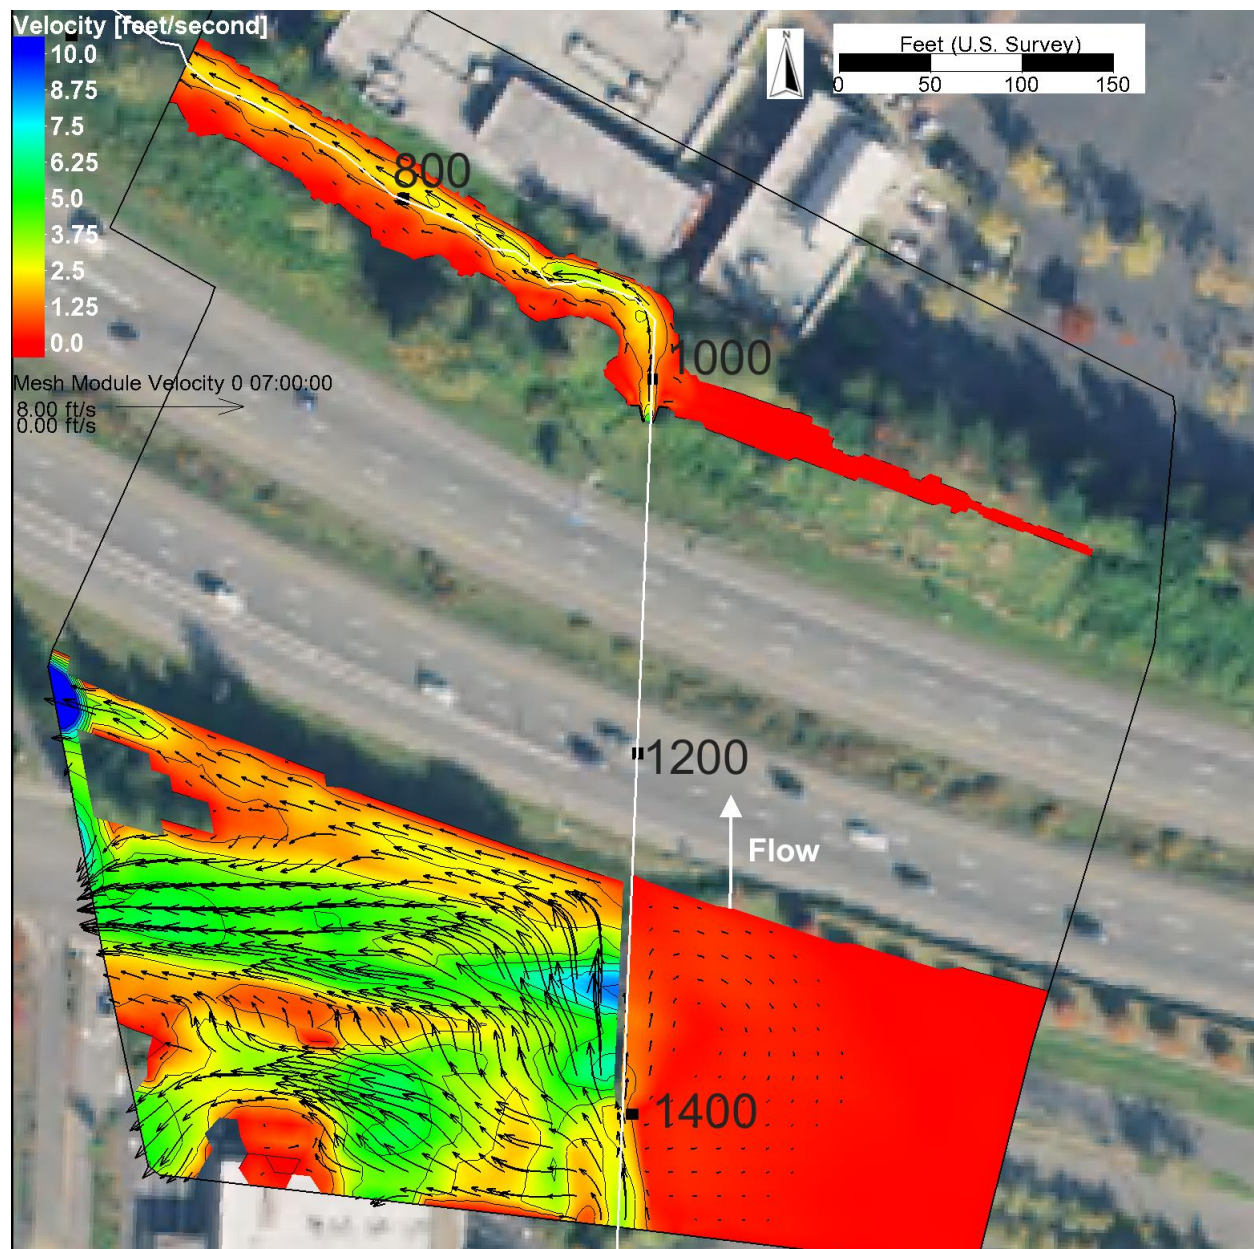 Velocity [feet/second]
10.0
8.75
7.5
6.25
5.0
3.75
2.5
1.25
0.0
Mesh Module Velocity 0 07:00:00
8.00 ft/s
0.00 ft/s
N
Feet (U.S. Survey)
0 50 100 150
800
1000
1200
Flow
1400